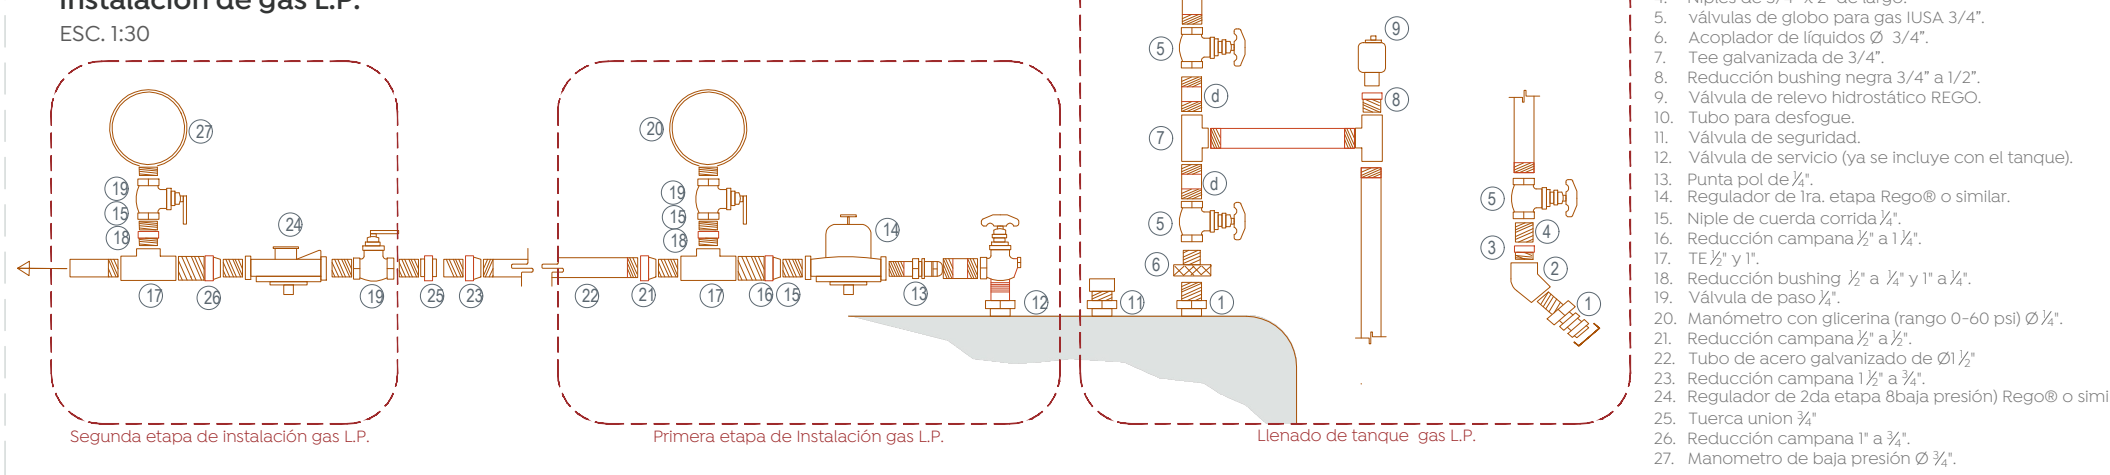 Instalación de gas L.P.
ESC. 1:30
27
19
15
18
24
17
26
19
25
23
Segunda etapa de instalación gas L.P.
20
19
15
18
14
22
21
17
16
15
13
12
Primera etapa de Instalación gas L.P.
5
9
d
8
7
d
5
6
11
1
5
4
3
2
1
Llenado de tanque gas L.P.
4. Niples de 3/4" x 2" de largo.
5. válvulas de globo para gas IUSA 3/4”.
6. Acoplador de líquidos Ø 3/4”.
7. Tee galvanizada de 3/4”.
8. Reducción bushing negra 3/4” a 1/2”.
9. Válvula de relevo hidrostático REGO.
10. Tubo para desfogue.
11. Válvula de seguridad.
12. Válvula de servicio (ya se incluye con el tanque).
13. Punta pol de ¼".
14. Regulador de 1ra. etapa Rego® o similar.
15. Niple de cuerda corrida ¼".
16. Reducción campana ½" a 1 ¼".
17. TE ½" y 1".
18. Reducción bushing ½" a ¼" y 1" a ¼".
19. Válvula de paso ¼".
20. Manómetro con glicerina (rango 0-60 psi) Ø ¼".
21. Reducción campana ½" a ½".
22. Tubo de acero galvanizado de Ø1 ½"
23. Reducción campana 1 ½" a ¾".
24. Regulador de 2da etapa 8baja presión) Rego® o simi
25. Tuerca union ¾"
26. Reducción campana 1" a ¾".
27. Manometro de baja presión Ø ¾".